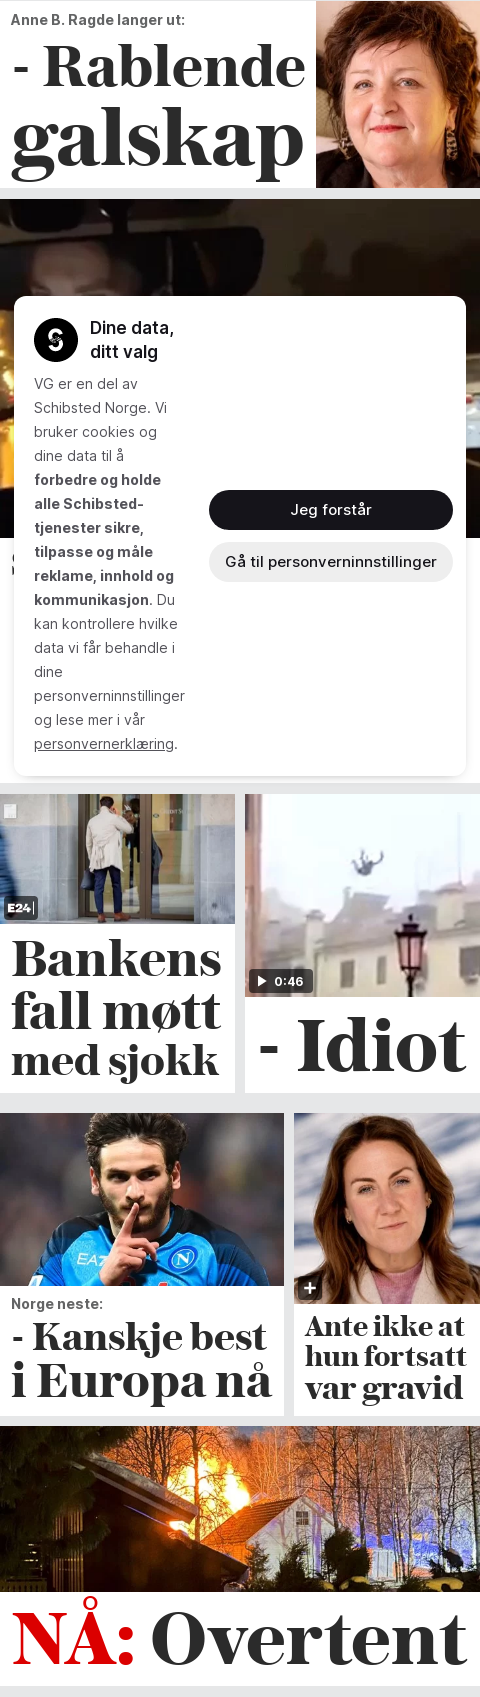 Anne B. Ragde langer ut:
- Rablende
galskap
Dine data,
ditt valg
VG er en del av
Schibsted Norge. Vi
bruker cookies og
dine data til å
forbedre og holde
alle Schibsted-
tjenester sikre,
tilpasse og måle
reklame, innhold og
kommunikasjon. Du
kan kontrollere hvilke
data vi får behandle i
dine
personverninnstillinger
og lese mer i vår
personvernerklæring.
Jeg forstår
Gå til personverninnstillinger
E24
Bankens
fall møtt
med sjokk
0:46
- Idiot
Norge neste:
- Kanskje best
i Europa nå
Ante ikke at
hun fortsatt
var gravid
NÅ: Overtent